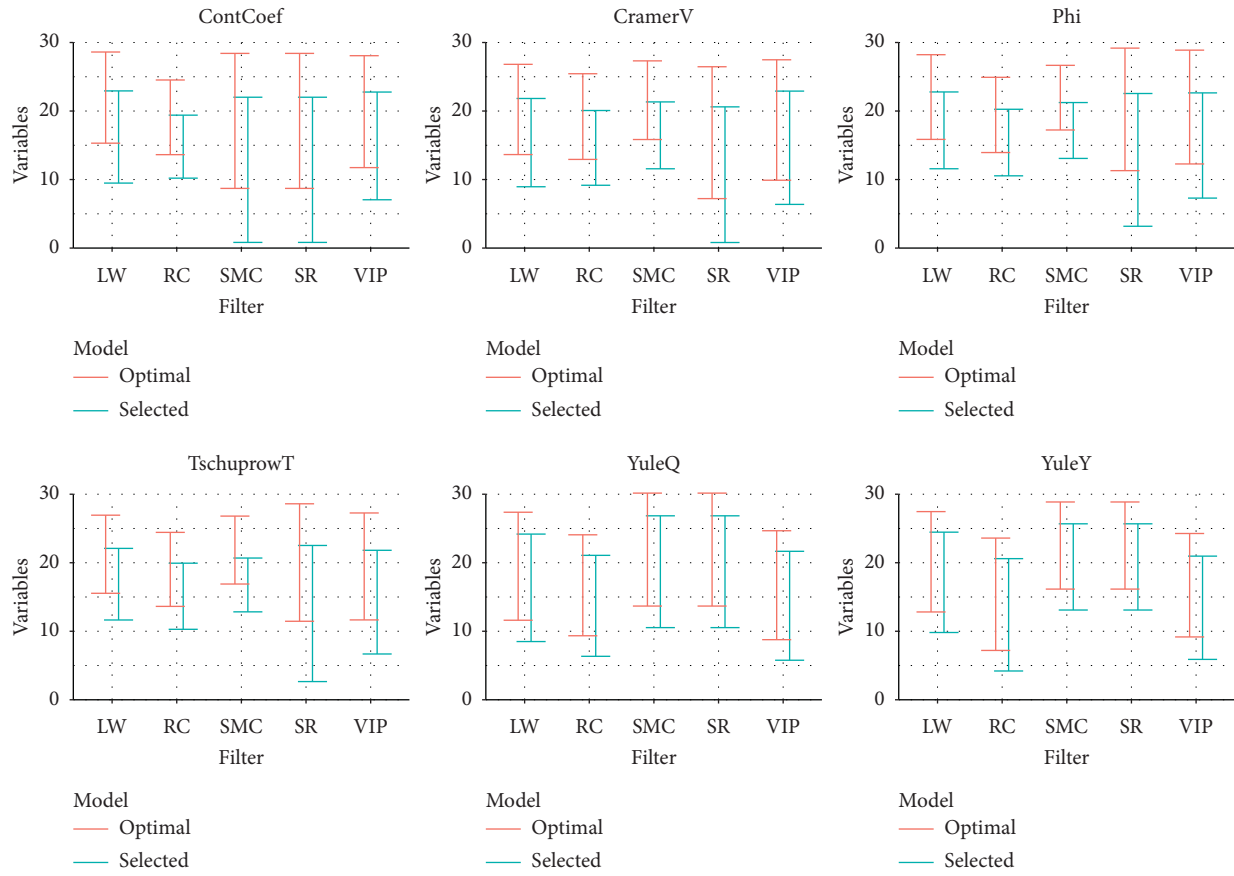 ContCoef
30
20
10
0
Variables
LW RC SMC SR VIP
Filter
Model
Optimal
Selected
CramerV
30
20
10
0
Variables
LW RC SMC SR VIP
Filter
Model
Optimal
Selected
Phi
30
20
10
0
Variables
LW RC SMC SR VIP
Filter
Model
Optimal
Selected
TschuprowT
30
20
10
0
Variables
LW RC SMC SR VIP
Filter
Model
Optimal
Selected
YuleQ
30
20
10
0
Variables
LW RC SMC SR VIP
Filter
Model
Optimal
Selected
YuleY
30
20
10
0
Variables
LW RC SMC SR VIP
Filter
Model
Optimal
Selected